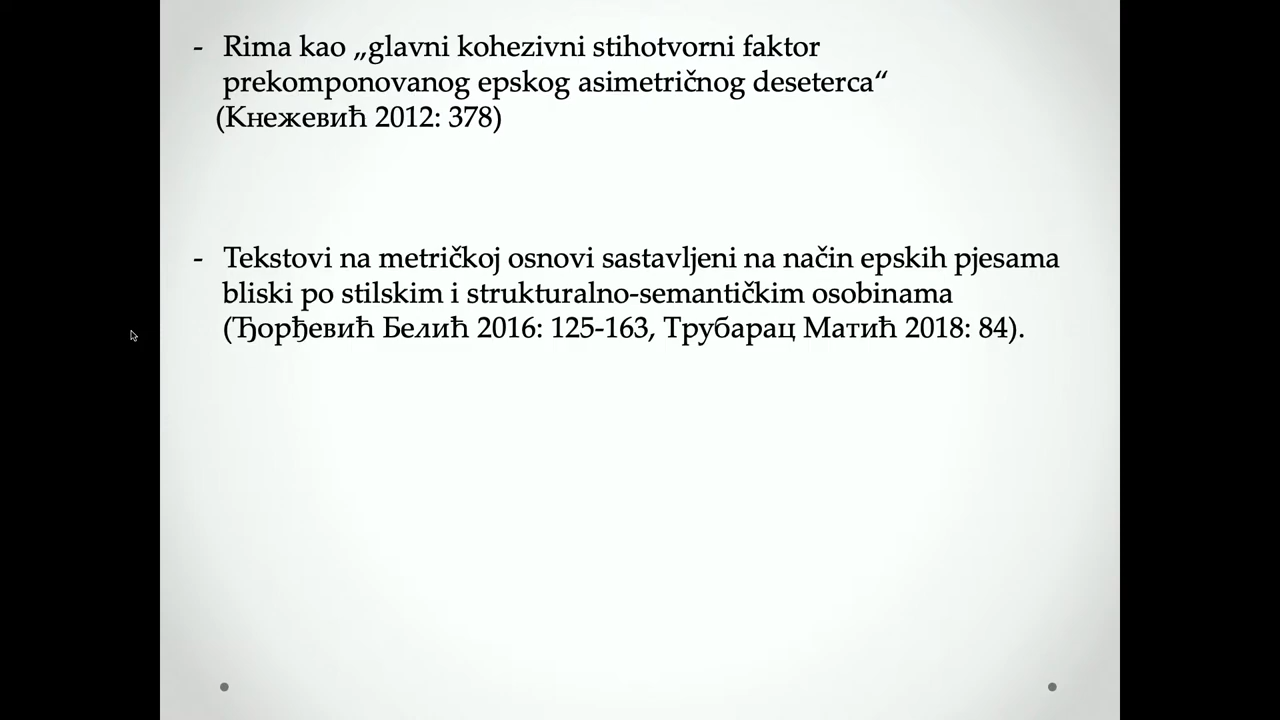 - Rima kao „glavni kohezivni stihotvorni faktor
prekomponovanog epskog asimetričnog deseterca“
(Кнежевић 2012: 378)
- Tekstovi na metričkoj osnovi sastavljeni na način epskih pjesama
bliski po stilskim i strukturalno-semantičkim osobinama
(Ђорђевић Белић 2016: 125-163, Трубарац Матић 2018: 84).